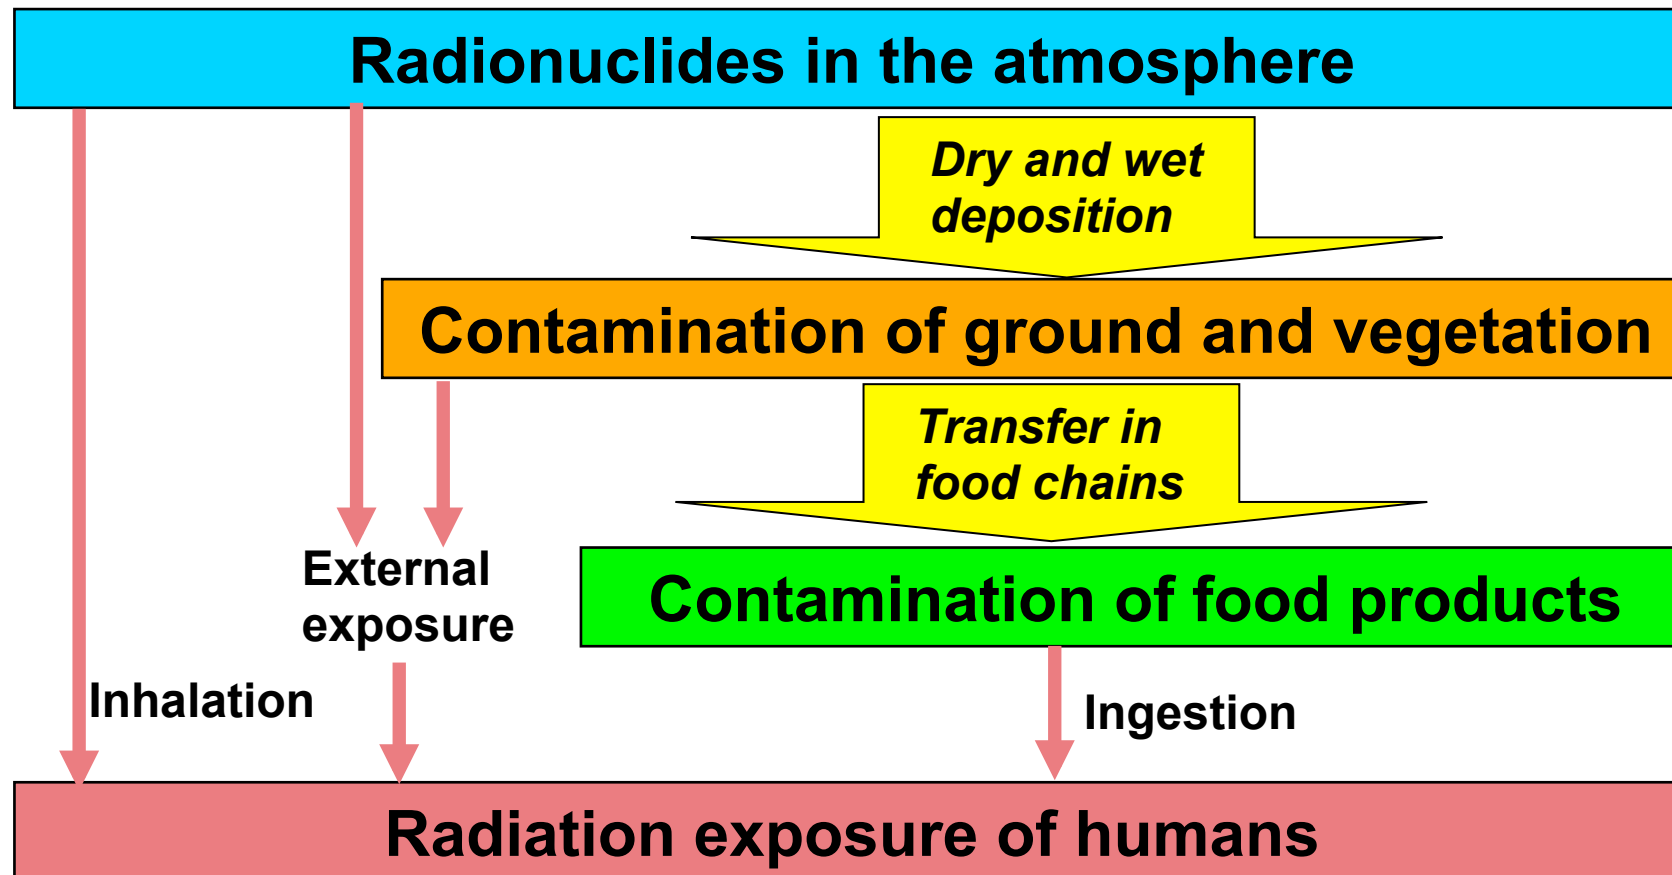 Radionuclides in the atmosphere
Dry and wet
deposition
Contamination of ground and vegetation
Transfer in
food chains
External
exposure
Contamination of food products
Inhalation
Ingestion
Radiation exposure of humans